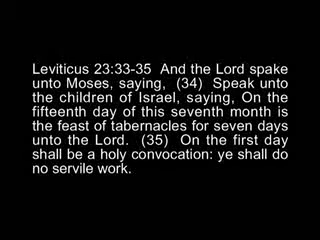 Leviticus 23:33-35 And the Lord spake
unto Moses, saying, (34) Speak unto
the children of Israel, saying, On the
fifteenth day of this seventh month is
the feast of tabernacles for seven days
unto the Lord. (35) On the first day
shall be a holy convocation: ye shall do
no servile work.